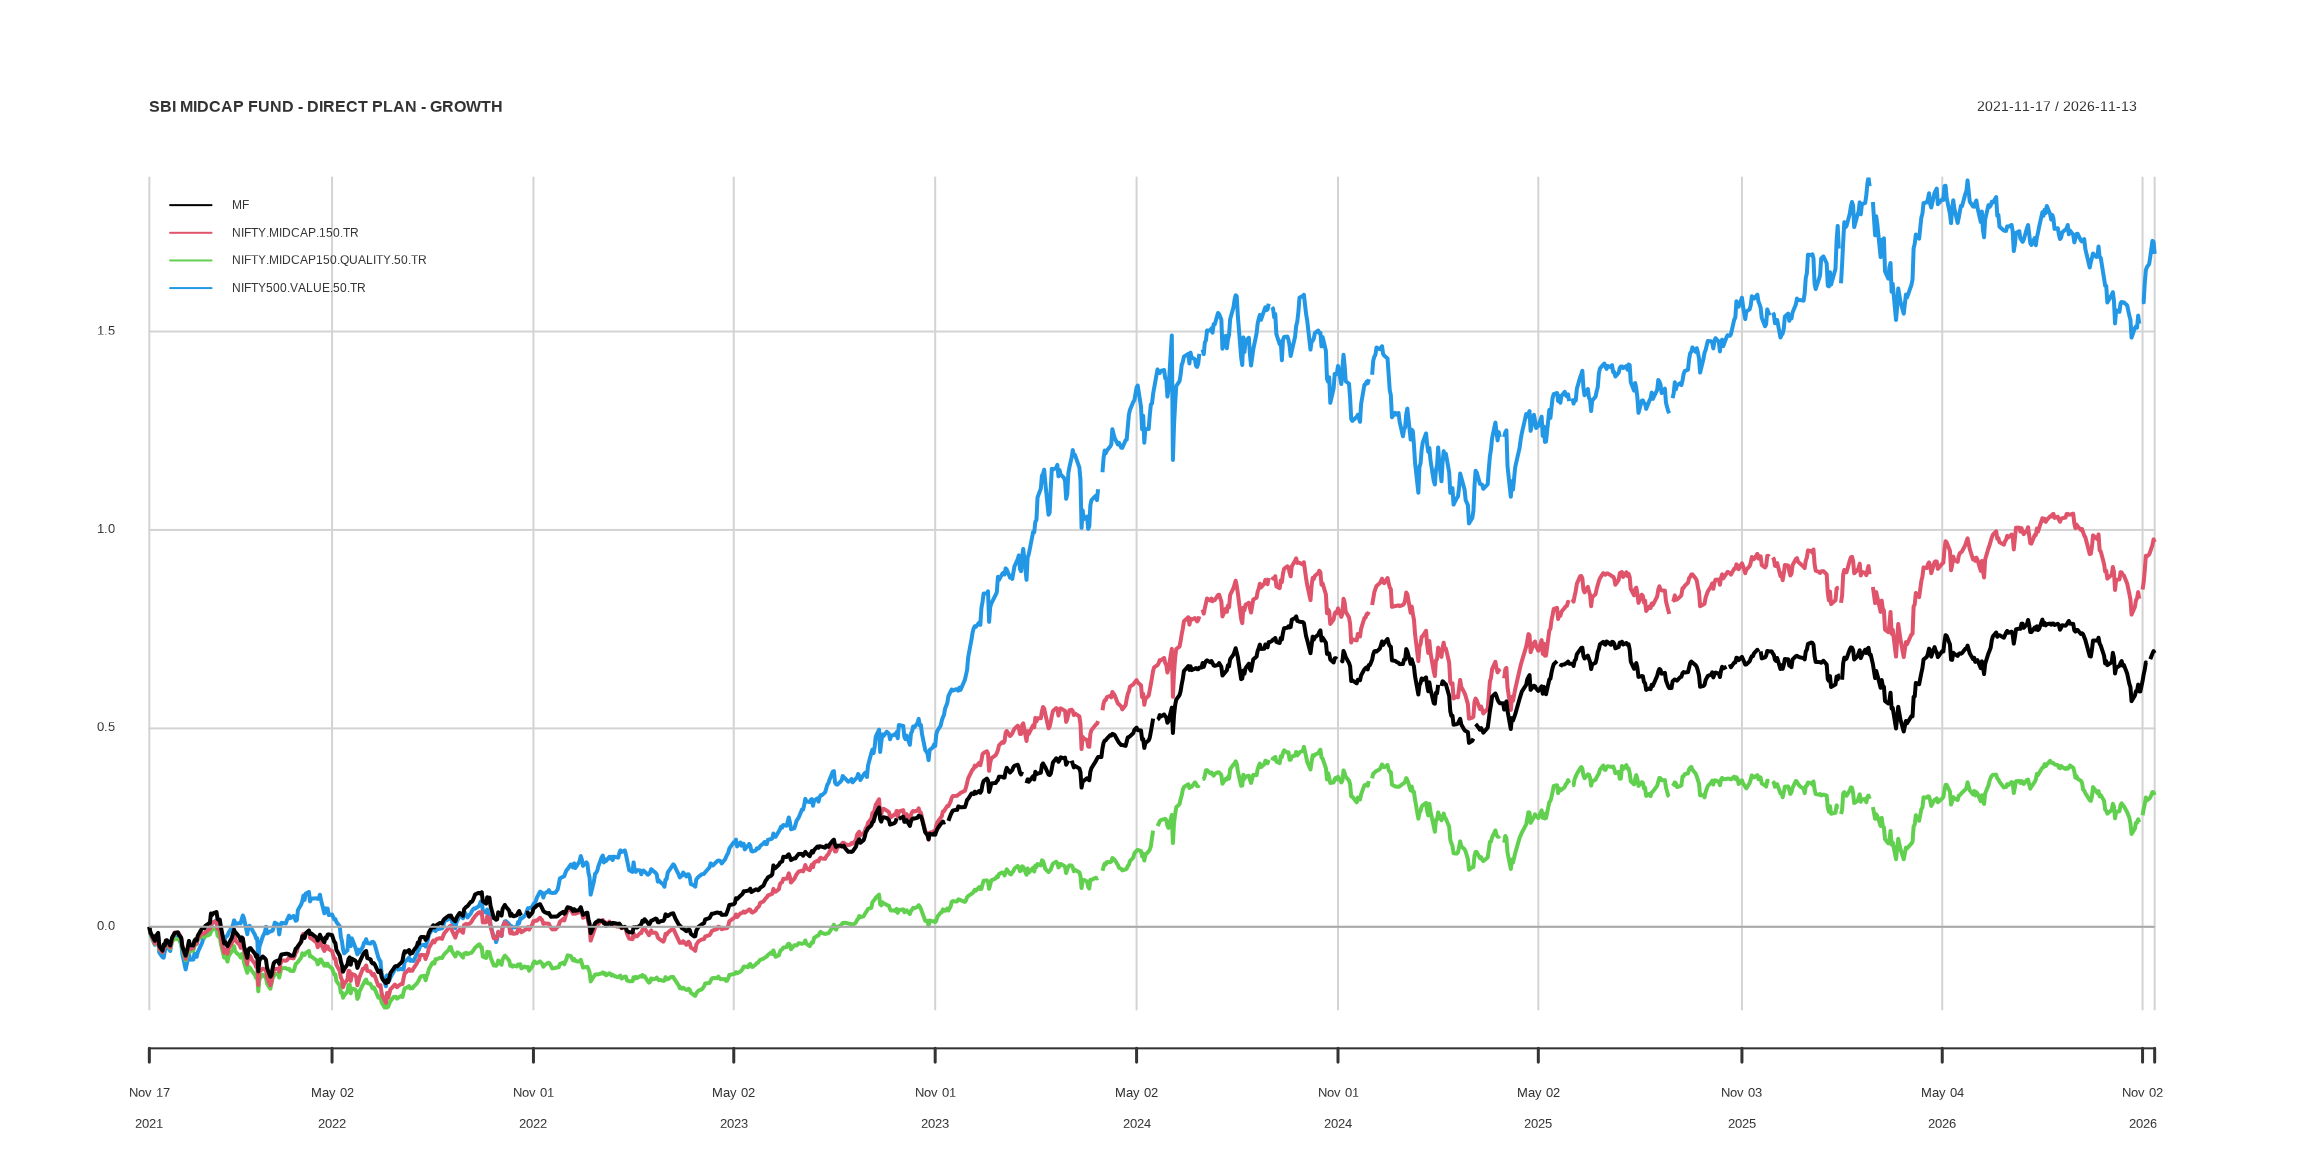 SBI MIDCAP FUND - DIRECT PLAN - GROWTH
2021-11-17 / 2026-11-13
MF
NIFTY.MIDCAP.150.TR
NIFTY.MIDCAP150.QUALITY.50.TR
NIFTY500.VALUE.50.TR
1.5
1.0
0.5
0.0
Nov 17 May 02 Nov 01 May 02 Nov 01 May 02 Nov 01 May 02 Nov 03 May 04 Nov 02
2021 2022 2022 2023 2023 2024 2024 2025 2025 2026 2026